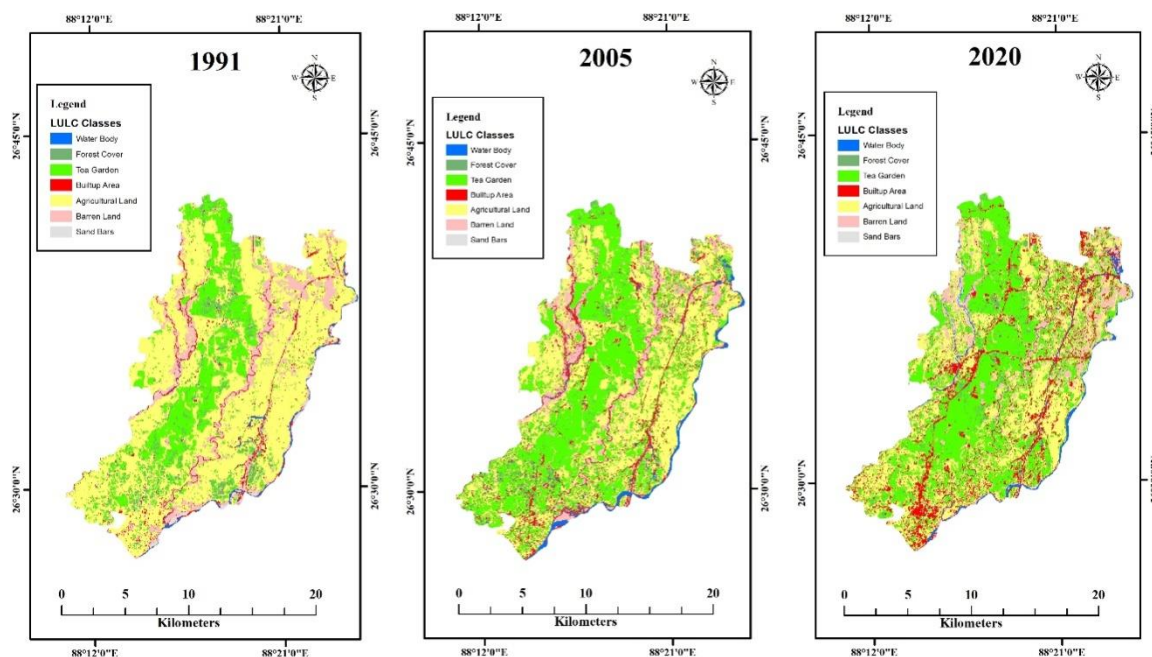 88°12'0"E 88°21'0"E
1991
N
W E
S
Legend
LULC Classes
Water Body
Forest Cover
Tea Garden
Builtup Area
Agricultural Land
Barren Land
Sand Bars
26°45'0"N
26°30'0"N
0 5 10 20
Kilometers
88°12'0"E 88°21'0"E
88°12'0"E 88°21'0"E
2005
N
W E
S
Legend
LULC Classes
Water Body
Forest Cover
Tea Garden
Builtup Area
Agricultural Land
Barren Land
Sand Bars
26°45'0"N 26°45'0"N
26°30'0"N 26°30'0"N
0 5 10 20
Kilometers
88°12'0"E 88°21'0"E
88°12'0"E 88°21'0"E
2020
N
W E
S
Legend
LULC Classes
Water Body
Forest Cover
Tea Garden
Builtup Area
Agricultural Land
Barren Land
Sand Bars
26°45'0"N
26°30'0"N
0 5 10 20
Kilometers
88°12'0"E 88°21'0"E